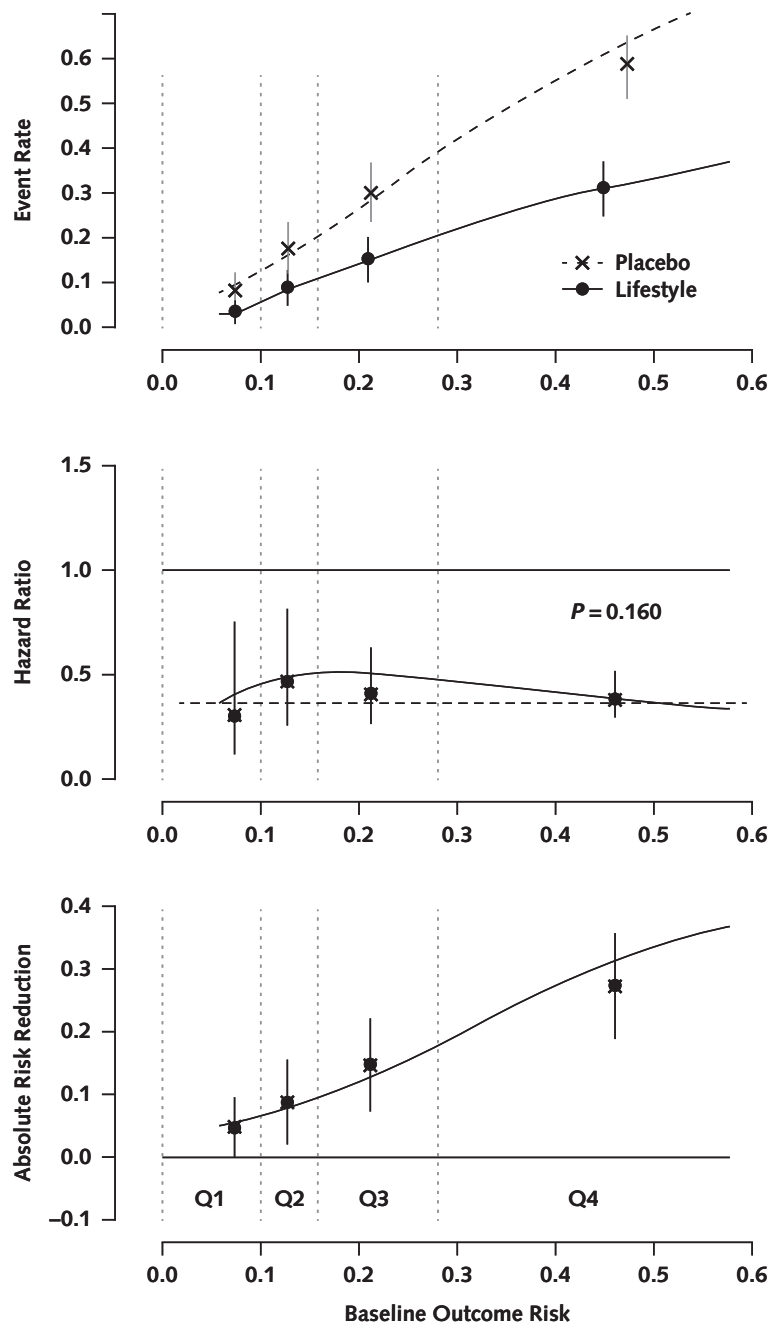 Event Rate
0.6
0.5
0.4
0.3
0.2
0.1
0.0
Placebo
Lifestyle
0.0 0.1 0.2 0.3 0.4 0.5 0.6
Hazard Ratio
1.5
1.0
0.5
0.0
P = 0.160
0.0 0.1 0.2 0.3 0.4 0.5 0.6
Absolute Risk Reduction
0.4
0.3
0.2
0.1
0.0
–0.1
Q1 Q2 Q3 Q4
0.0 0.1 0.2 0.3 0.4 0.5 0.6
Baseline Outcome Risk